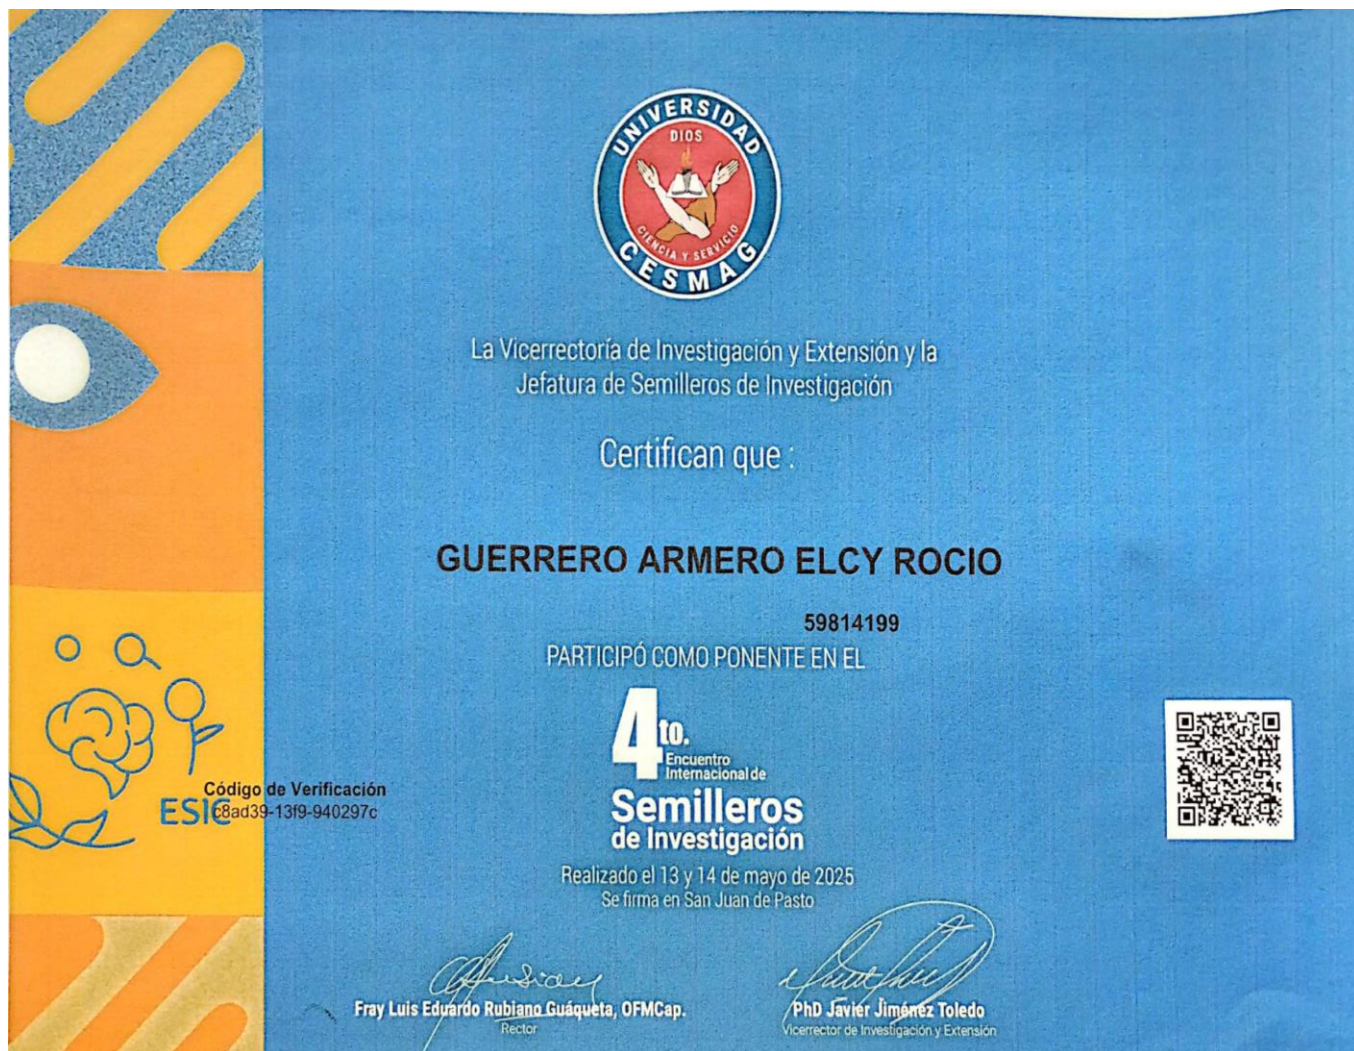 UNIVERSIDAD
DIOS
CIENCIA Y SERVICIO
CESMAG
La Vicerrectoría de Investigación y Extensión y la
Jefatura de Semilleros de Investigación
Certifican que :
GUERRERO ARMERO ELCY ROCIO
59814199
PARTICIPÓ COMO PONENTE EN EL
4to.
Encuentro
Internacional de
Semilleros
de Investigación
Realizado el 13 y 14 de mayo de 2025
Se firma en San Juan de Pasto
Código de Verificación
c8ad39-13f9-940297c
ESIC
Fray Luis Eduardo Rubiano Guáqueta, OFMCap.
Rector
PhD Javier Jiménez Toledo
Vicerrector de Investigación y Extensión